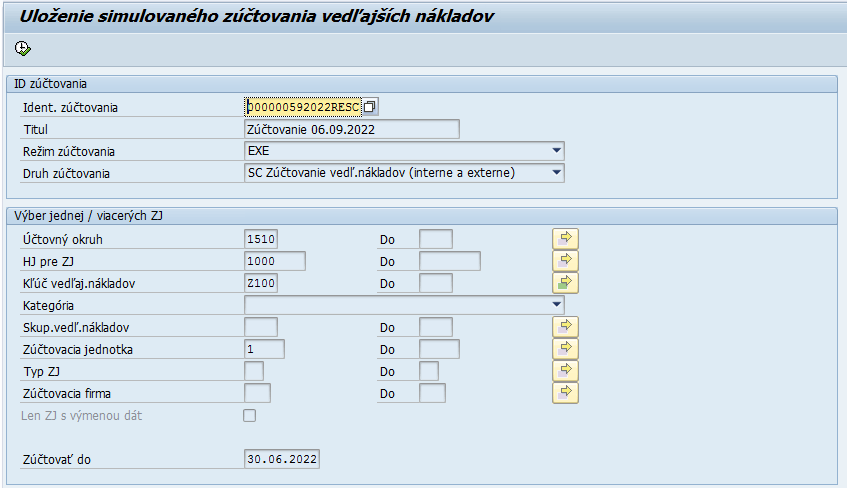 Uloženie simulovaného zúčtovania vedľajších nákladov
ID zúčtovania
Ident. zúčtovania 000000592022RESC
Titul Zúčtovanie 06.09.2022
Režim zúčtovania EXE
Druh zúčtovania SC Zúčtovanie vedľ.nákladov (interne a externe)
Výber jednej / viacerých ZJ
Účtovný okruh 1510 Do
HJ pre ZJ 1000 Do
Kľúč vedľaj.nákladov Z100 Do
Kategória
Skup.vedľ.nákladov Do
Zúčtovacia jednotka 1 Do
Typ ZJ Do
Zúčtovacia firma Do
Len ZJ s výmenou dát
Zúčtovať do 30.06.2022